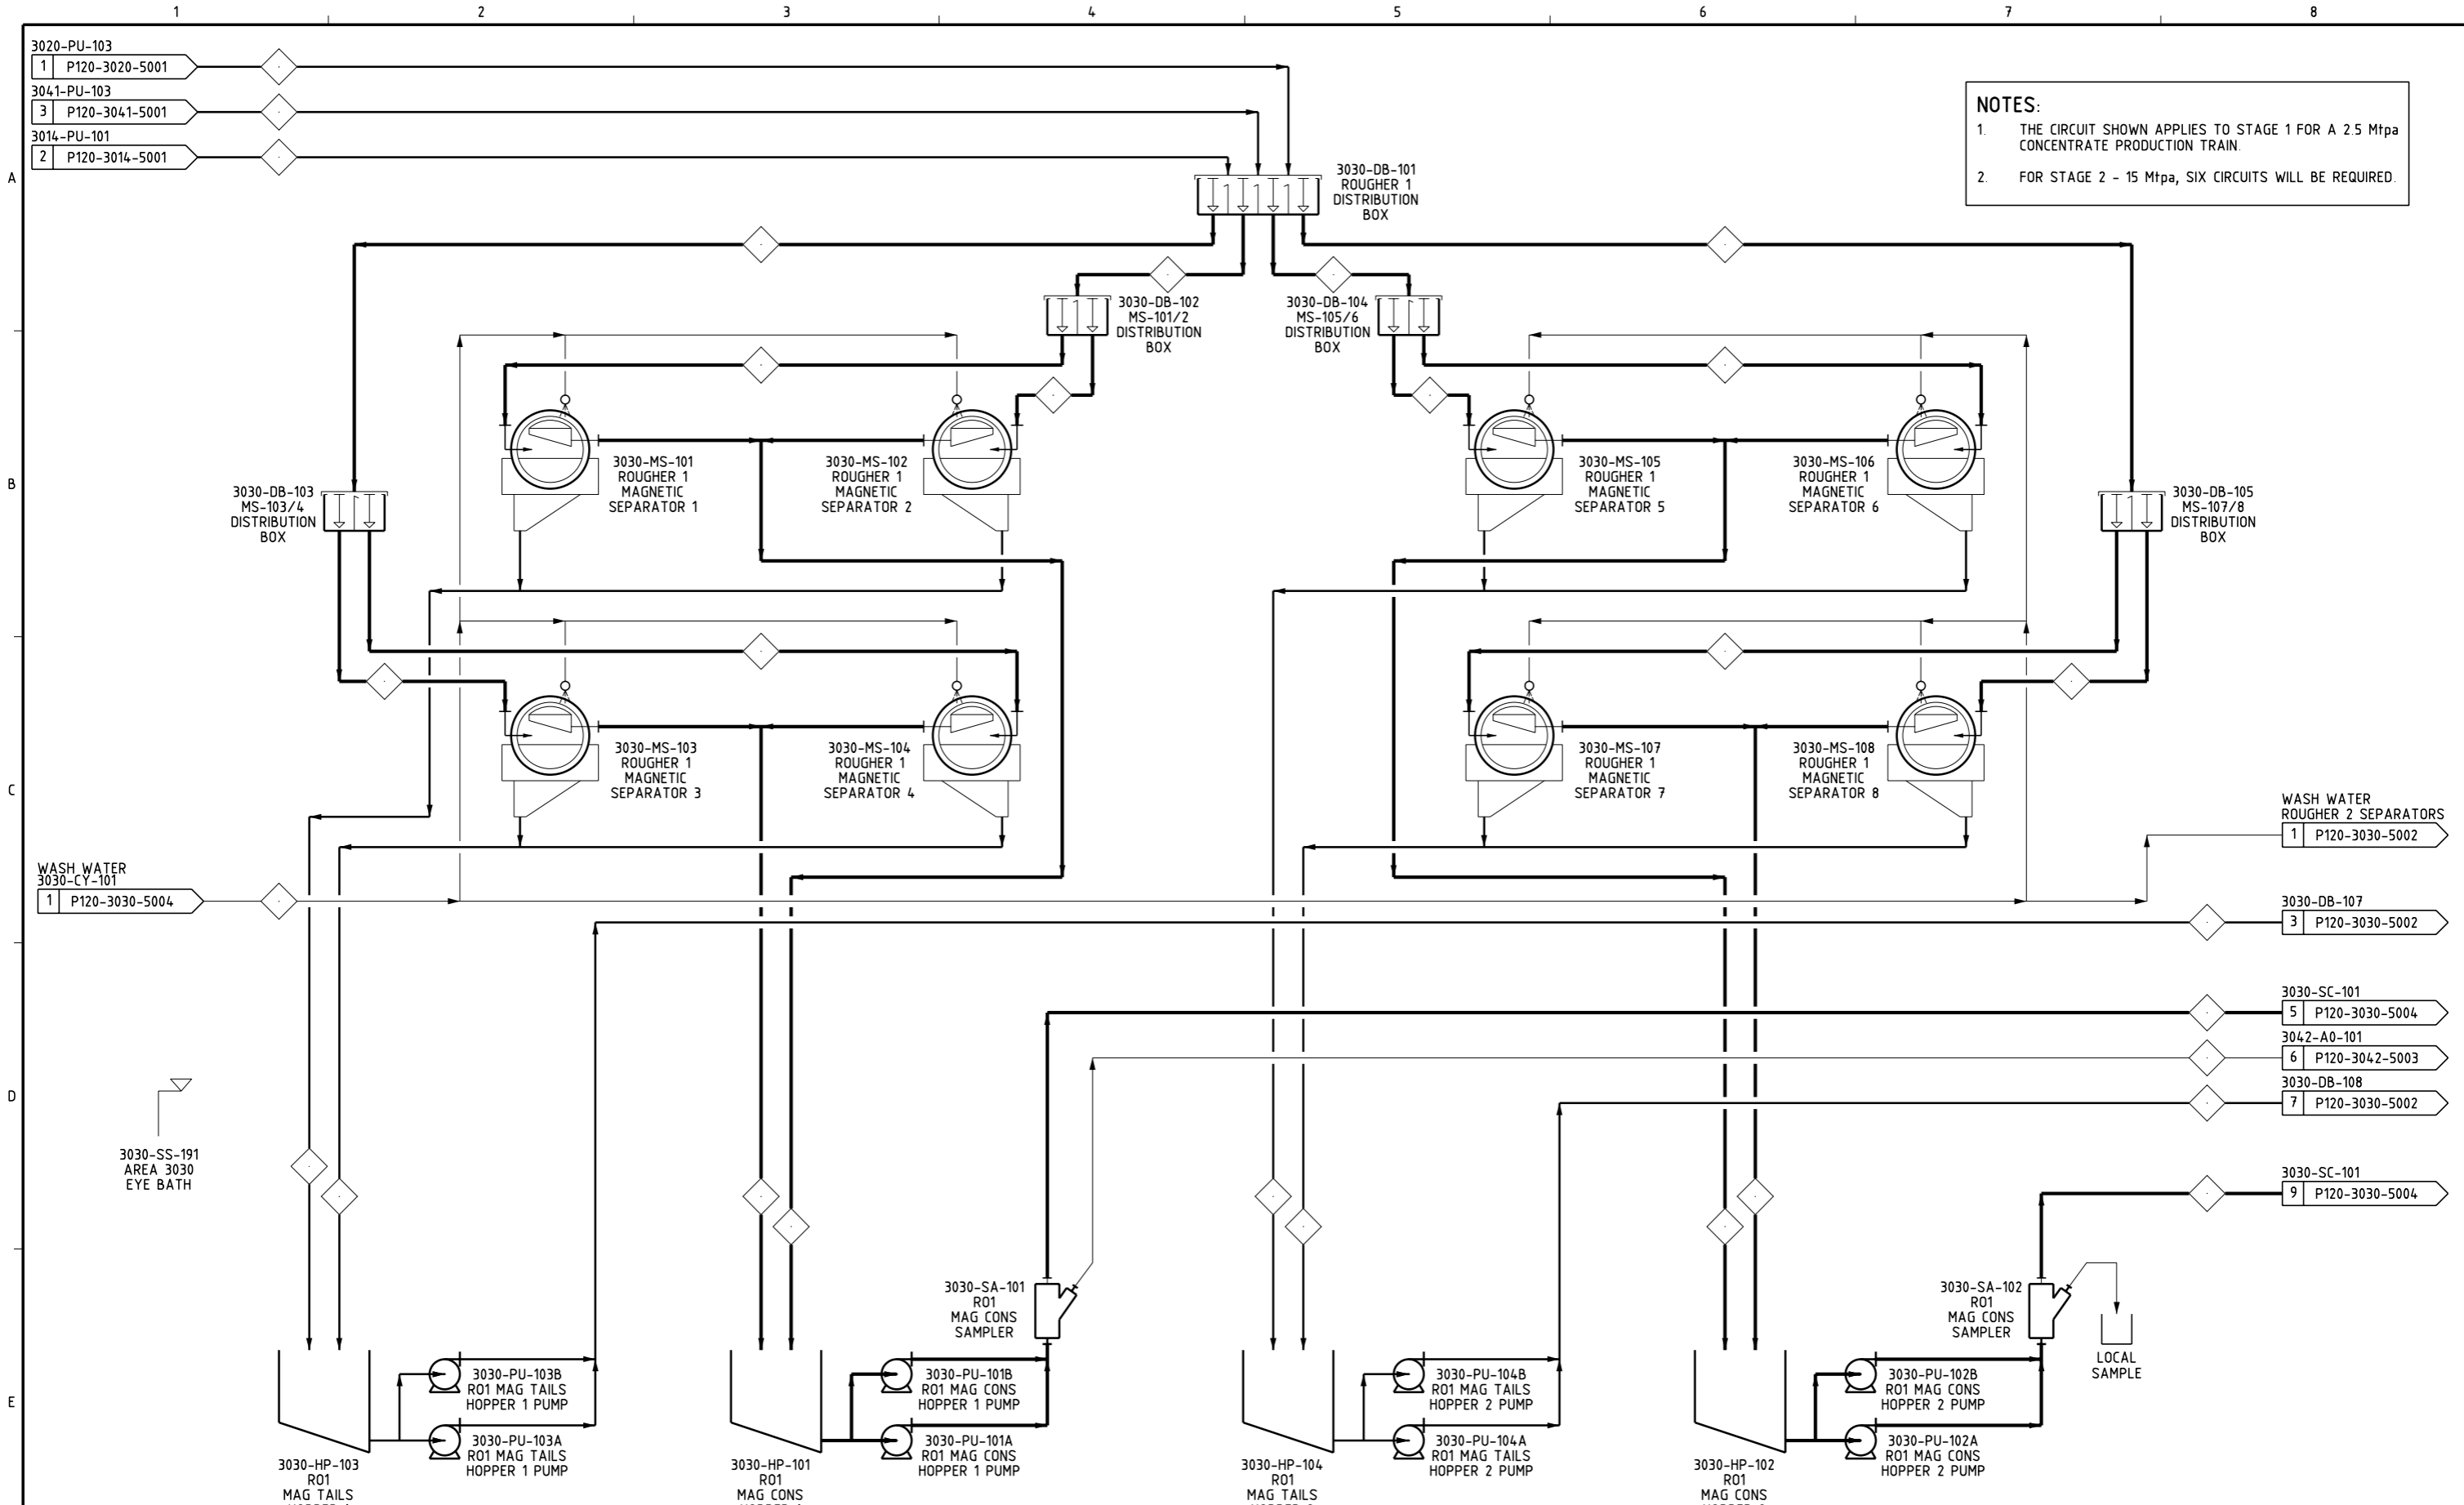 1 2 3 4 5 6 7 8
3020-PU-103
1 P120-3020-5001
3041-PU-103
3 P120-3041-5001
3014-PU-101
2 P120-3014-5001
NOTES:
1. THE CIRCUIT SHOWN APPLIES TO STAGE 1 FOR A 2.5 Mtpa
CONCENTRATE PRODUCTION TRAIN.
2. FOR STAGE 2 - 15 Mtpa, SIX CIRCUITS WILL BE REQUIRED.
A
3030-DB-101
ROUGHER 1
DISTRIBUTION
BOX
3030-DB-102
MS-101/2
DISTRIBUTION
BOX
3030-DB-104
MS-105/6
DISTRIBUTION
BOX
B
3030-DB-103
MS-103/4
DISTRIBUTION
BOX
3030-MS-101
ROUGHER 1
MAGNETIC
SEPARATOR 1
3030-MS-102
ROUGHER 1
MAGNETIC
SEPARATOR 2
3030-MS-105
ROUGHER 1
MAGNETIC
SEPARATOR 5
3030-MS-106
ROUGHER 1
MAGNETIC
SEPARATOR 6
3030-DB-105
MS-107/8
DISTRIBUTION
BOX
C
3030-MS-103
ROUGHER 1
MAGNETIC
SEPARATOR 3
3030-MS-104
ROUGHER 1
MAGNETIC
SEPARATOR 4
3030-MS-107
ROUGHER 1
MAGNETIC
SEPARATOR 7
3030-MS-108
ROUGHER 1
MAGNETIC
SEPARATOR 8
WASH WATER
ROUGHER 2 SEPARATORS
1 P120-3030-5002
WASH WATER
3030-CY-101
1 P120-3030-5004
3030-DB-107
3 P120-3030-5002
3030-SC-101
5 P120-3030-5004
3042-A0-101
6 P120-3042-5003
3030-DB-108
7 P120-3030-5002
D
3030-SS-191
AREA 3030
EYE BATH
3030-SC-101
9 P120-3030-5004
3030-SA-101
RO1
MAG CONS
SAMPLER
3030-SA-102
RO1
MAG CONS
SAMPLER
LOCAL
SAMPLE
E
3030-PU-103B
RO1 MAG TAILS
HOPPER 1 PUMP
3030-PU-101B
RO1 MAG CONS
HOPPER 1 PUMP
3030-PU-104B
RO1 MAG TAILS
HOPPER 2 PUMP
3030-PU-102B
RO1 MAG CONS
HOPPER 2 PUMP
3030-PU-103A
RO1 MAG TAILS
HOPPER 1 PUMP
3030-PU-101A
RO1 MAG CONS
HOPPER 1 PUMP
3030-PU-104A
RO1 MAG TAILS
HOPPER 2 PUMP
3030-PU-102A
RO1 MAG CONS
HOPPER 2 PUMP
3030-HP-103
RO1
MAG TAILS
3030-HP-101
RO1
MAG CONS
3030-HP-104
RO1
MAG TAILS
3030-HP-102
RO1
MAG CONS